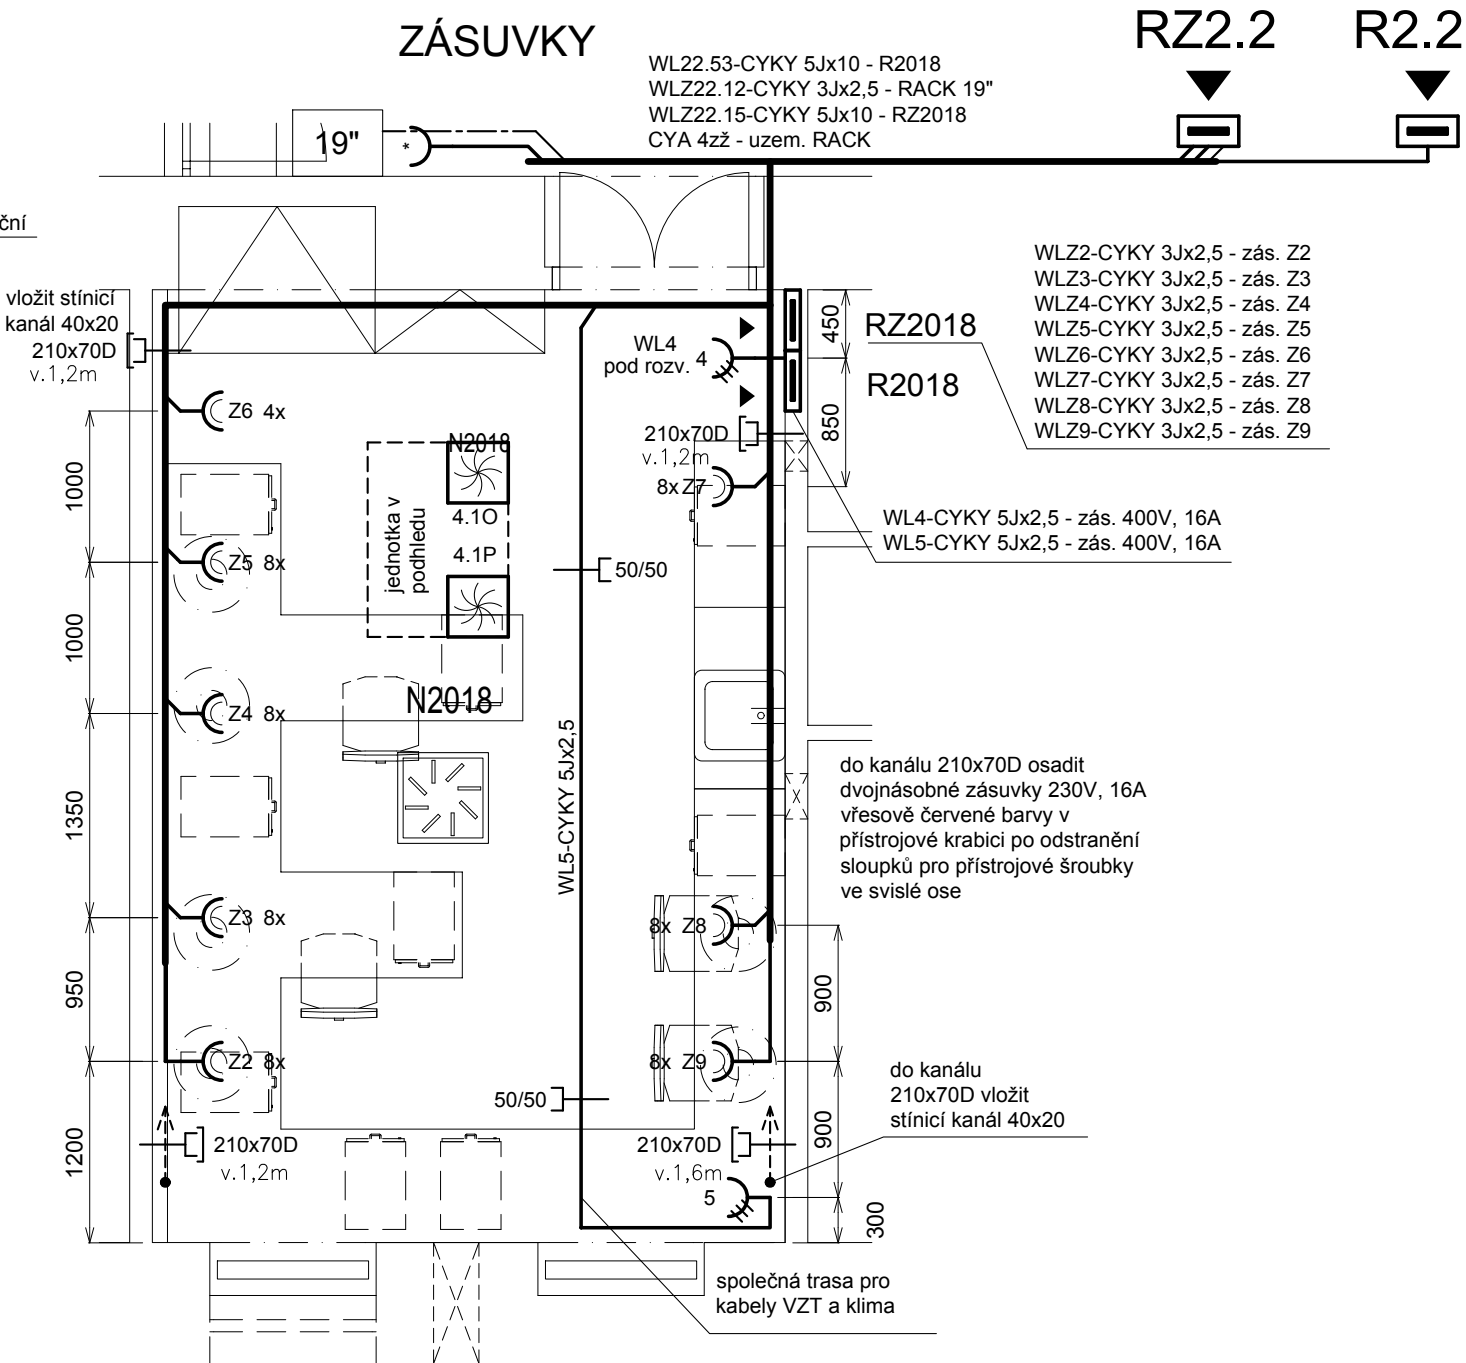 ZÁSUVKY
RZ2.2
R2.2
WL22.53-CYKY 5Jx10 - R2018
WLZ22.12-CYKY 3Jx2,5 - RACK 19"
WLZ22.15-CYKY 5Jx10 - RZ2018
CYA 4zž - uzem. RACK
19"
*
ční
vložit stínicí
kanál 40x20
210x70D
v.1,2m
WL4
pod rozv.
4
450
850
RZ2018
R2018
WLZ2-CYKY 3Jx2,5 - zás. Z2
WLZ3-CYKY 3Jx2,5 - zás. Z3
WLZ4-CYKY 3Jx2,5 - zás. Z4
WLZ5-CYKY 3Jx2,5 - zás. Z5
WLZ6-CYKY 3Jx2,5 - zás. Z6
WLZ7-CYKY 3Jx2,5 - zás. Z7
WLZ8-CYKY 3Jx2,5 - zás. Z8
WLZ9-CYKY 3Jx2,5 - zás. Z9
Z6 4x
N2018
210x70D
v.1,2m
8x Z7
4.1O
4.1P
jednotka v
podhledu
WL4-CYKY 5Jx2,5 - zás. 400V, 16A
WL5-CYKY 5Jx2,5 - zás. 400V, 16A
1000
Z5 8x
50/50
1000
Z4 8x
N2018
WL5-CYKY 5Jx2,5
do kanálu 210x70D osadit
dvojnásobné zásuvky 230V, 16A
vřesově červené barvy v
přístrojové krabici po odstranění
sloupků pro přístrojové šroubky
ve svislé ose
1350
Z3 8x
8x Z8
950
900
Z2 8x
8x Z9
50/50
do kanálu
210x70D vložit
stínicí kanál 40x20
1200
210x70D
v.1,2m
210x70D
v.1,6m
900
5
300
společná trasa pro
kabely VZT a klima